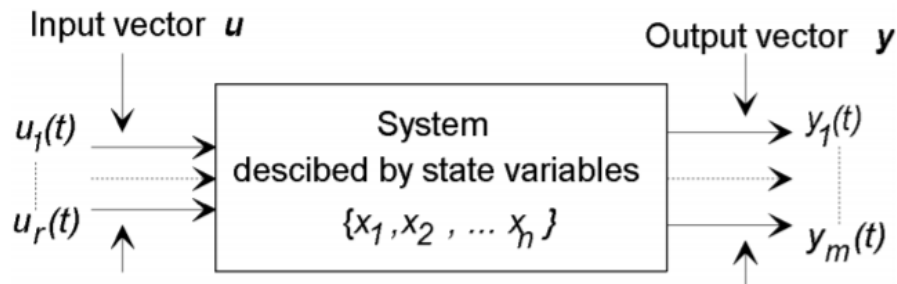 Input vector u
Output vector y
u₁(t)
System
y₁(t)
descibed by state variables
uᵣ(t)
{x₁ ,x₂ , ... xₙ }
yₘ(t)